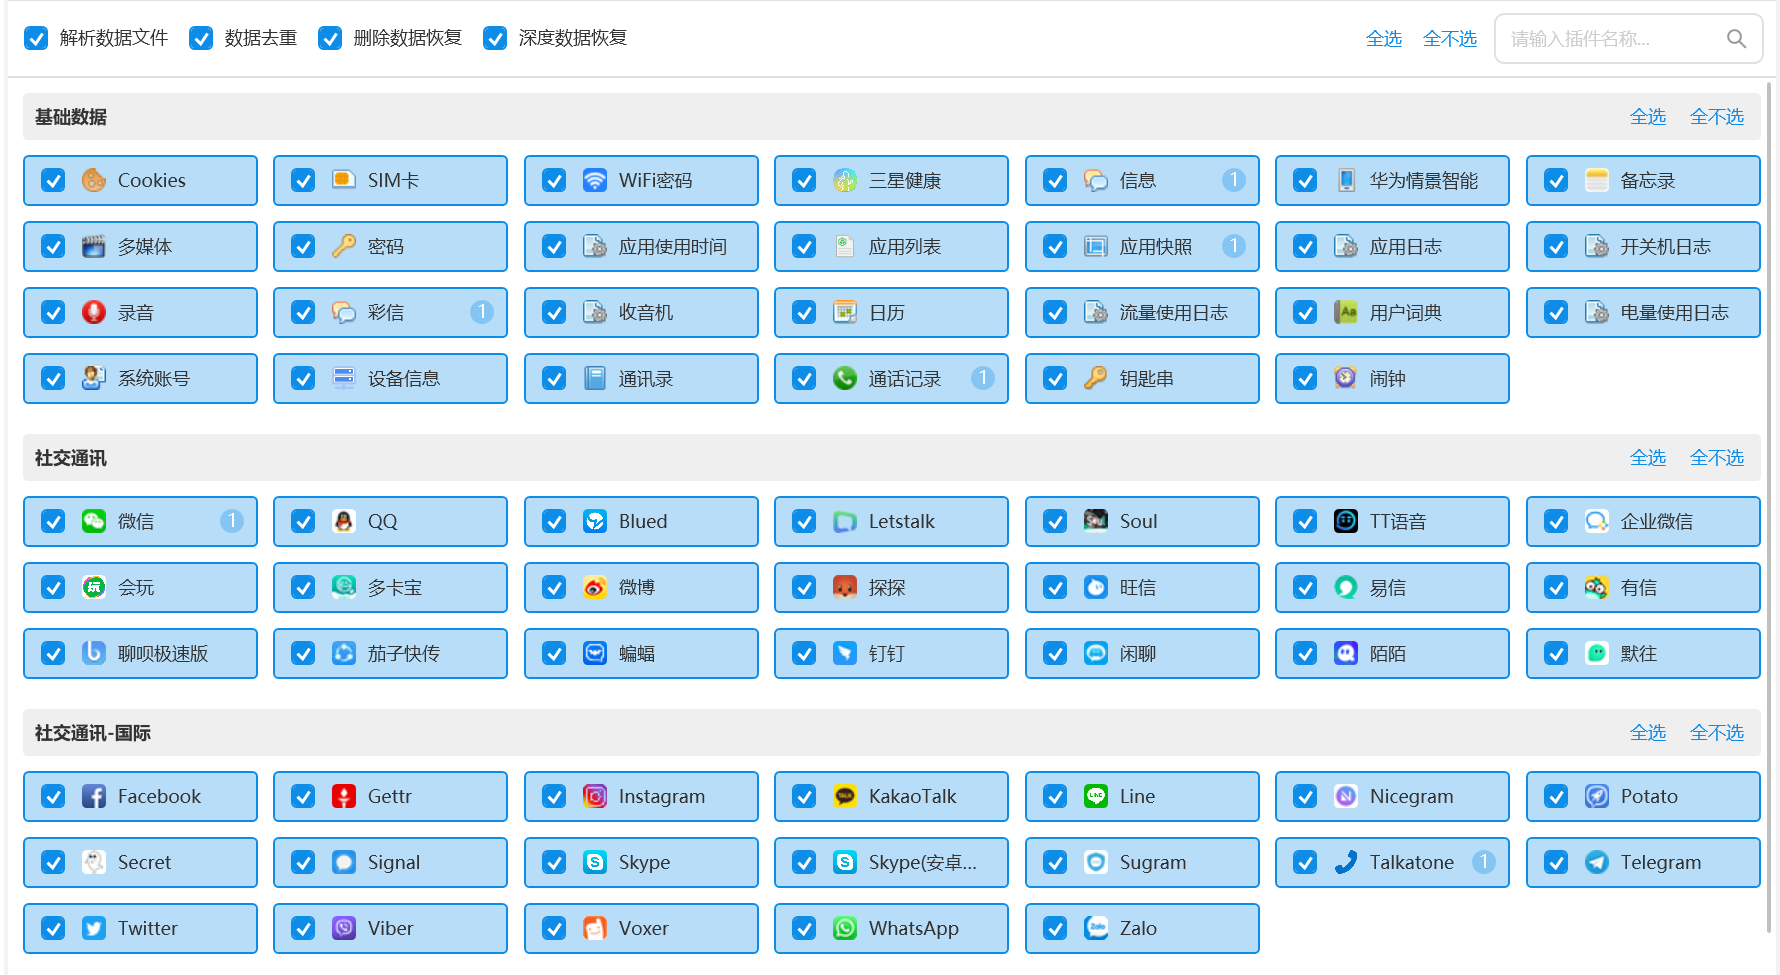 解析数据文件 数据去重 删除数据恢复 深度数据恢复 全选 全不选 请输入插件名称...
基础数据 全选 全不选
Cookies SIM卡 WiFi密码 三星健康 信息 1 华为情景智能 备忘录
多媒体 密码 应用使用时间 应用列表 应用快照 1 应用日志 开关机日志
录音 彩信 1 收音机 日历 流量使用日志 用户词典 电量使用日志
系统账号 设备信息 通讯录 通话记录 1 钥匙串 闹钟
社交通讯 全选 全不选
微信 1 QQ Blued Letstalk Soul TT语音 企业微信
会玩 多卡宝 微博 探探 旺信 易信 有信
聊呗极速版 茄子快传 蝙蝠 钉钉 闲聊 陌陌 默往
社交通讯-国际 全选 全不选
Facebook Gettr Instagram KakaoTalk Line Nicegram Potato
Secret Signal Skype Skype(安卓... Sugram Talkatone 1 Telegram
Twitter Viber Voxer WhatsApp Zalo